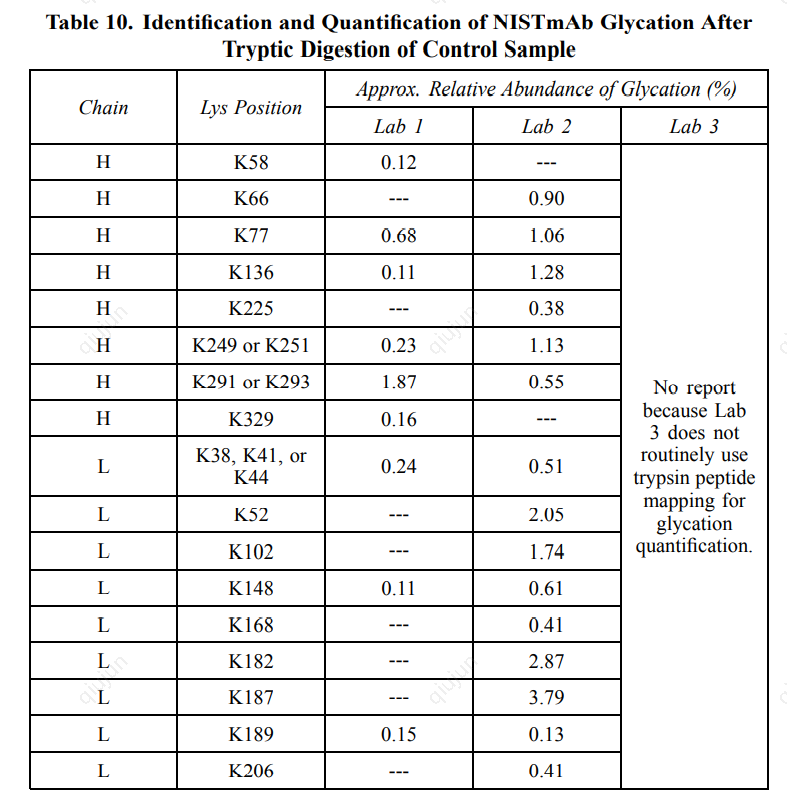 Table 10. Identification and Quantification of NISTmAb Glycation After
Tryptic Digestion of Control Sample
Chain Lys Position Approx. Relative Abundance of Glycation (%)
Lab 1 Lab 2 Lab 3
H K58 0.12 ---
H K66 --- 0.90
H K77 0.68 1.06
H K136 0.11 1.28
H K225 --- 0.38
H K249 or K251 0.23 1.13
H K291 or K293 1.87 0.55
H K329 0.16 ---
L K38, K41, or
K44 0.24 0.51
L K52 --- 2.05
L K102 --- 1.74
L K148 0.11 0.61
L K168 --- 0.41
L K182 --- 2.87
L K187 --- 3.79
L K189 0.15 0.13
L K206 --- 0.41
No report
because Lab
3 does not
routinely use
trypsin peptide
mapping for
glycation
quantification.
qiujun
qiujun
qiujun
qiujun